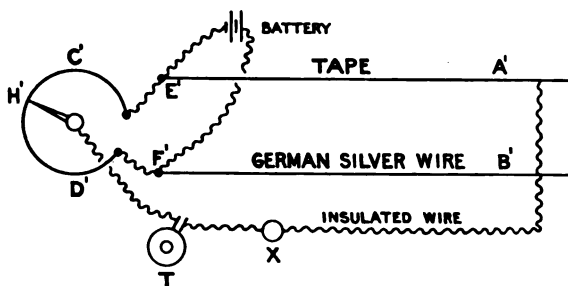 BATTERY
C'
TAPE A'
H'
E'
F'
GERMAN SILVER WIRE B'
D'
INSULATED WIRE
T
X